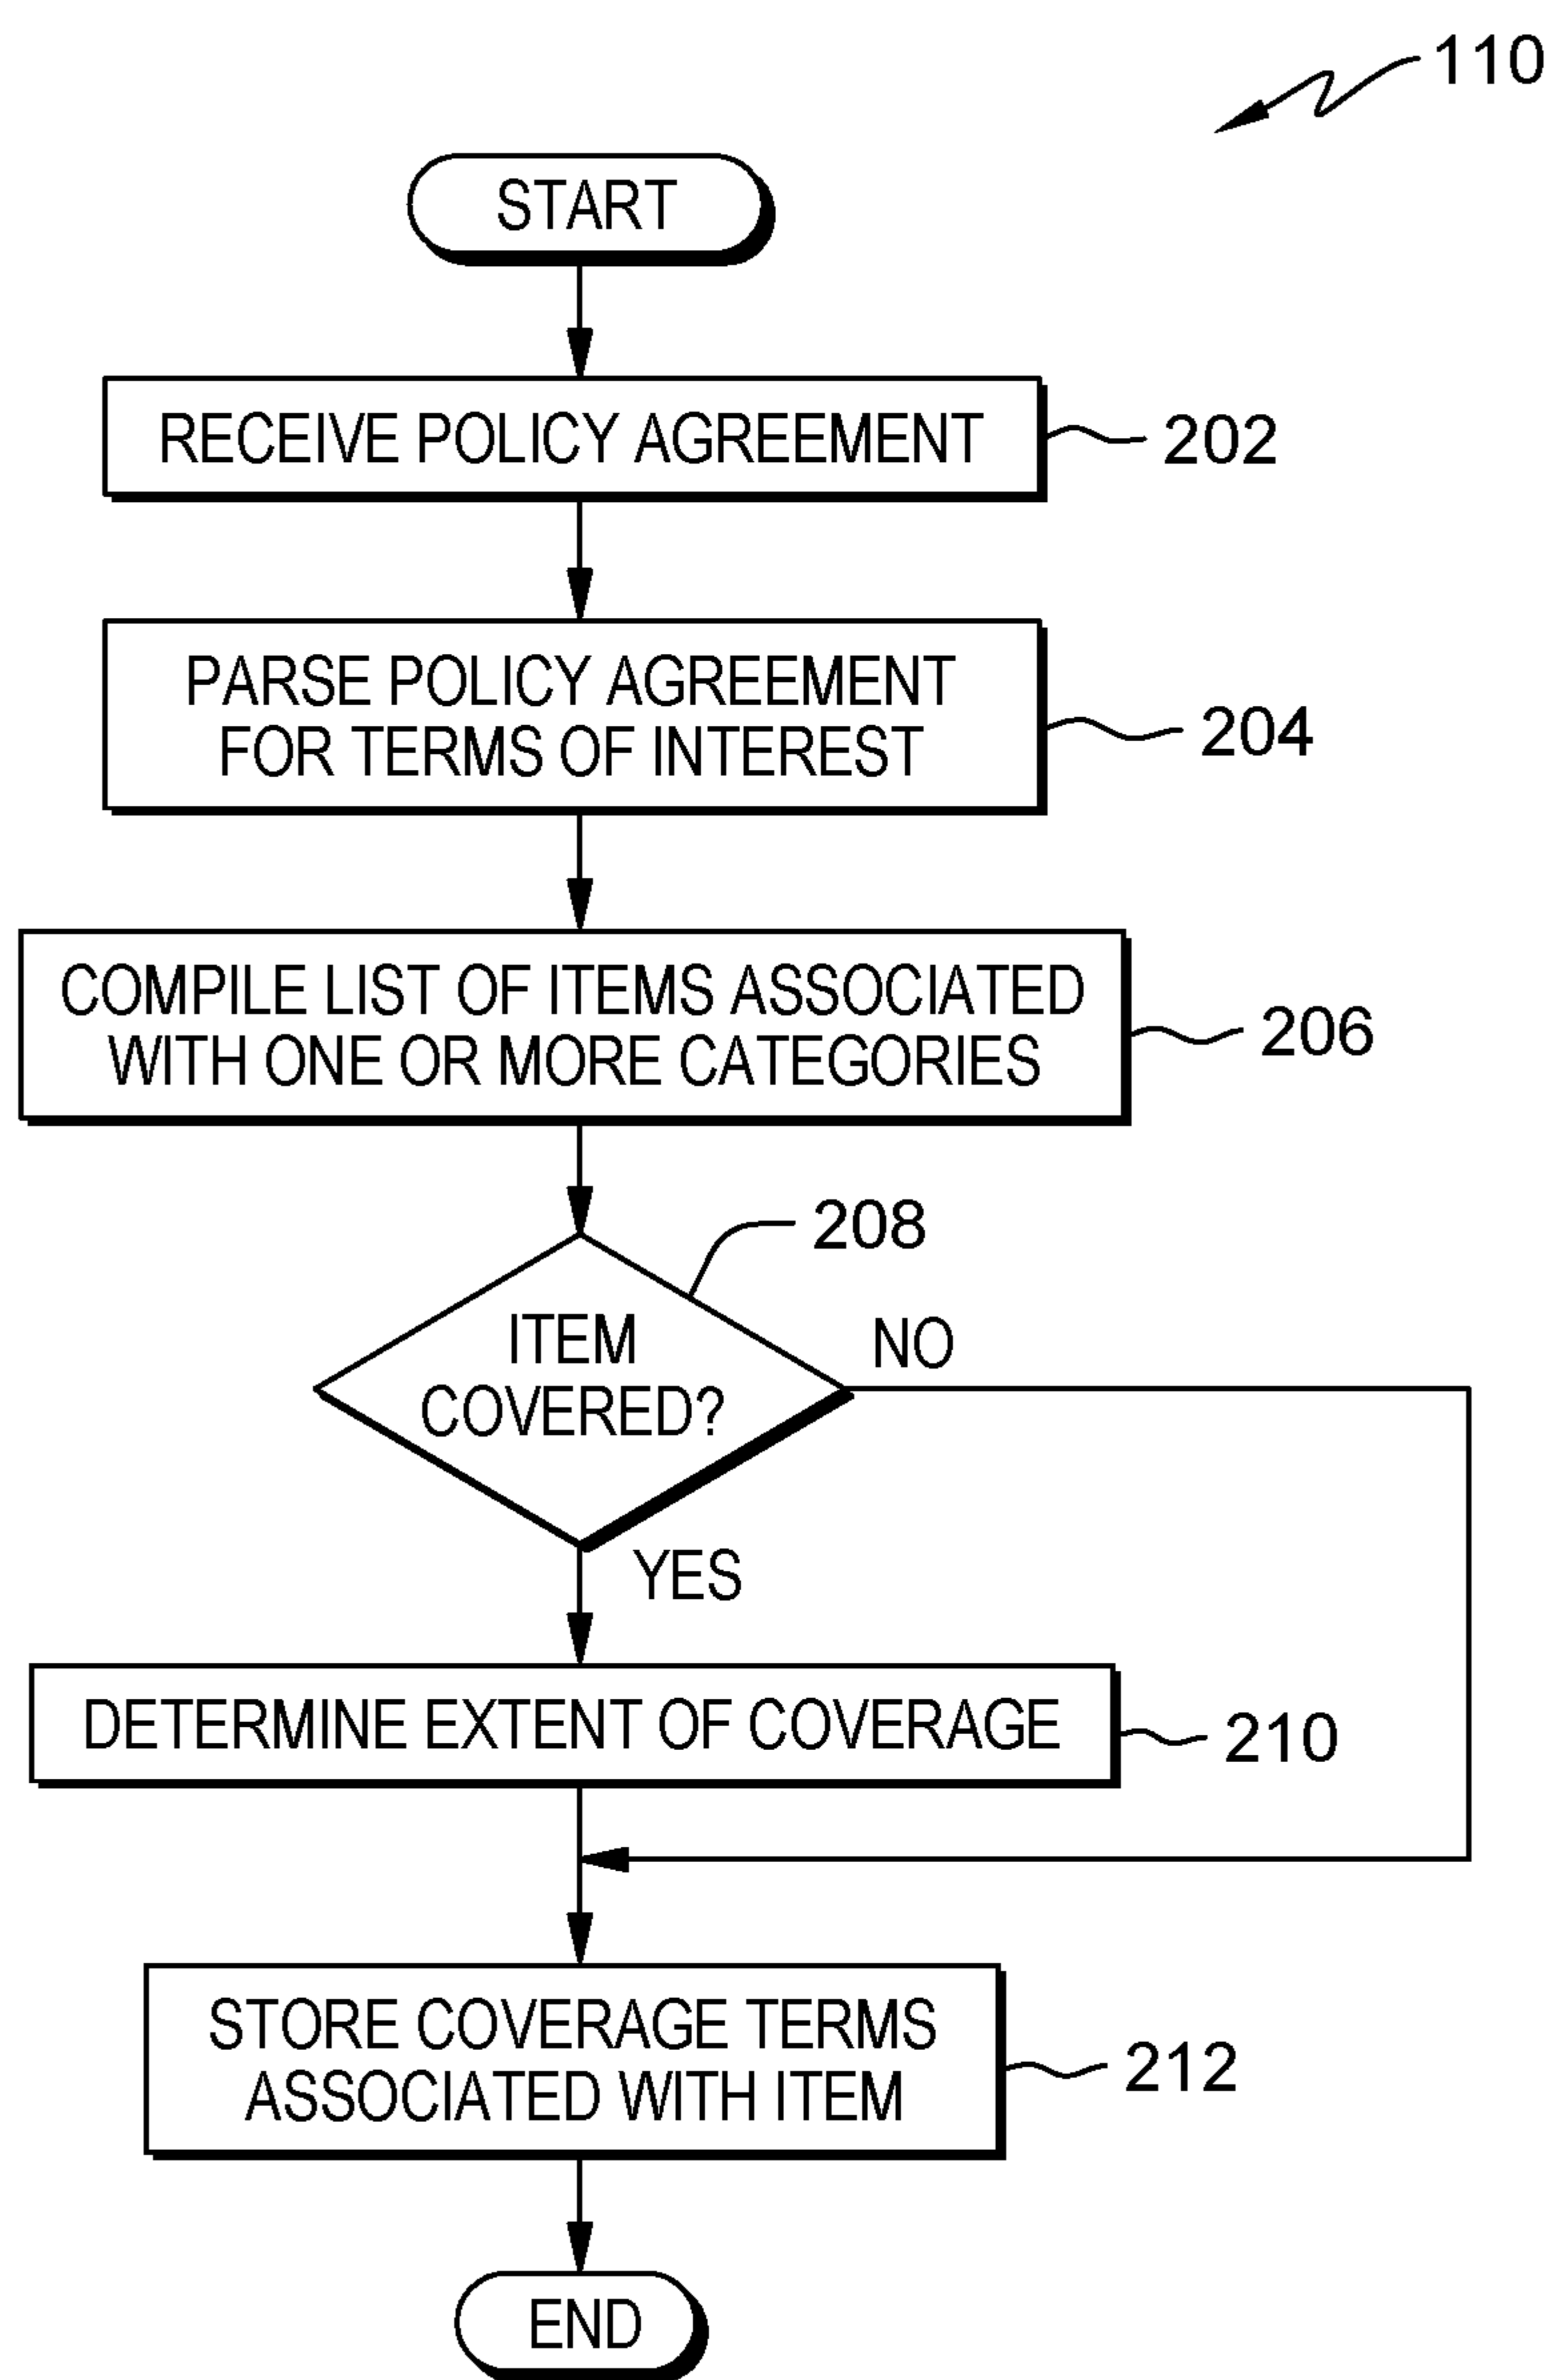 110
START
RECEIVE POLICY AGREEMENT
202
PARSE POLICY AGREEMENT
FOR TERMS OF INTEREST
204
COMPILE LIST OF ITEMS ASSOCIATED
WITH ONE OR MORE CATEGORIES
206
208
ITEM
COVERED?
NO
YES
DETERMINE EXTENT OF COVERAGE
210
STORE COVERAGE TERMS
ASSOCIATED WITH ITEM
212
END